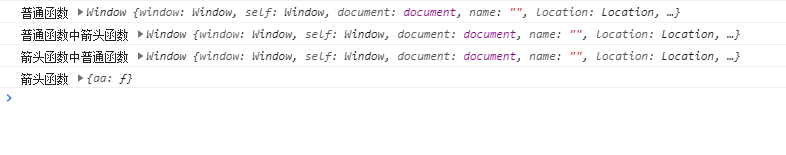 普通函数 ▶Window {window: Window, self: Window, document: document, name: "", location: Location, …}
普通函数中箭头函数 ▶Window {window: Window, self: Window, document: document, name: "", location: Location, …}
箭头函数中普通函数 ▶Window {window: Window, self: Window, document: document, name: "", location: Location, …}
箭头函数 ▶{aa: ƒ}